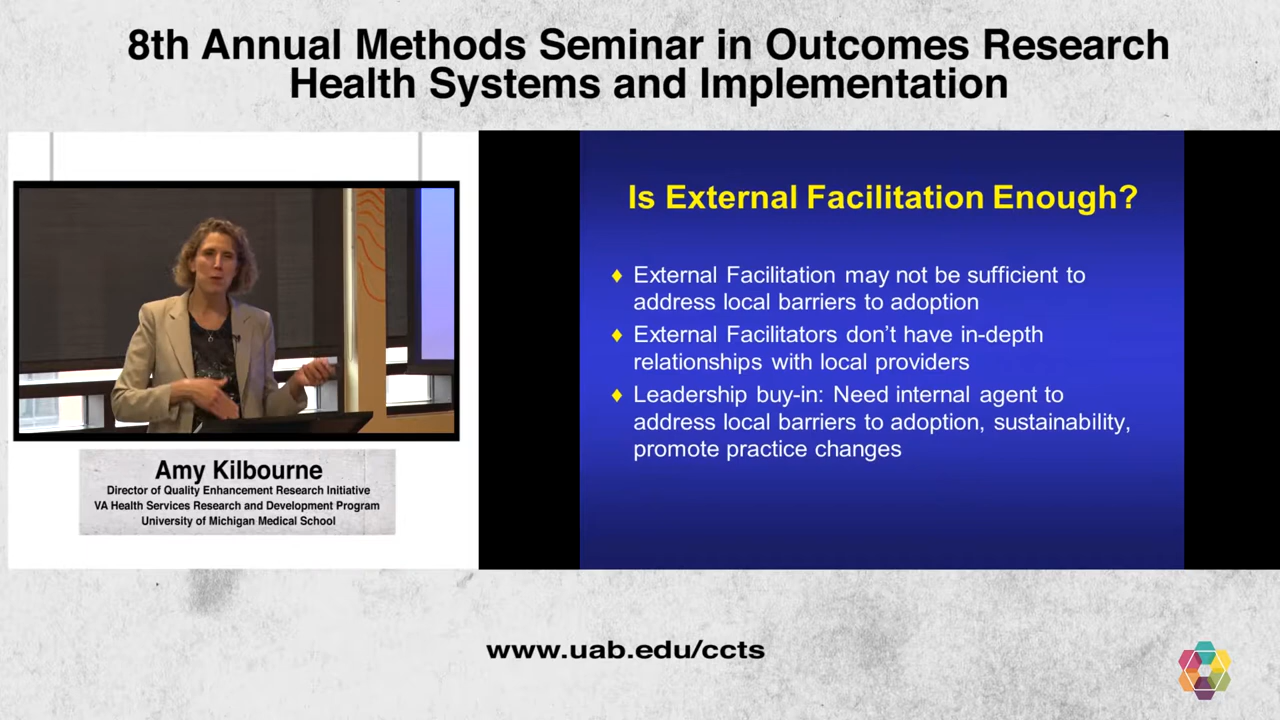 8th Annual Methods Seminar in Outcomes Research
Health Systems and Implementation
Amy Kilbourne
Director of Quality Enhancement Research Initiative
VA Health Services Research and Development Program
University of Michigan Medical School
Is External Facilitation Enough?
External Facilitation may not be sufficient to
address local barriers to adoption
External Facilitators don't have in-depth
relationships with local providers
Leadership buy-in: Need internal agent to
address local barriers to adoption, sustainability,
promote practice changes
www.uab.edu/ccts